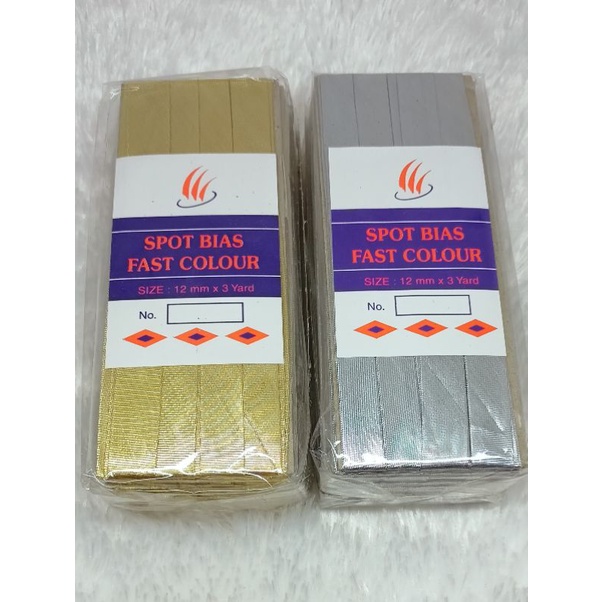 SPOT BIAS
FAST COLOUR
SIZE : 12 mm x 3 Yard
No.
SPOT BIAS
FAST COLOUR
SIZE : 12 mm x 3 Yard
No.